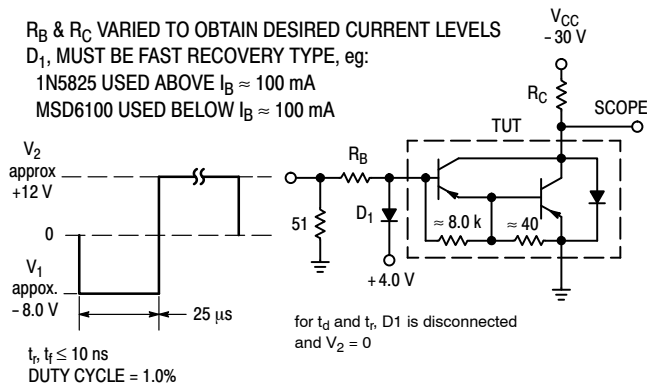 R_B & R_C VARIED TO OBTAIN DESIRED CURRENT LEVELS
D_1, MUST BE FAST RECOVERY TYPE, eg:
1N5825 USED ABOVE I_B ≈ 100 mA
MSD6100 USED BELOW I_B ≈ 100 mA
V_CC
- 30 V
R_C
SCOPE
TUT
V_2
approx
+12 V
0
V_1
appox.
- 8.0 V
25 μs
t_r, t_f ≤ 10 ns
DUTY CYCLE = 1.0%
51
R_B
D_1
+ 4.0 V
≈ 8.0 k
≈ 40
for t_d and t_r, D1 is disconnected
and V_2 = 0